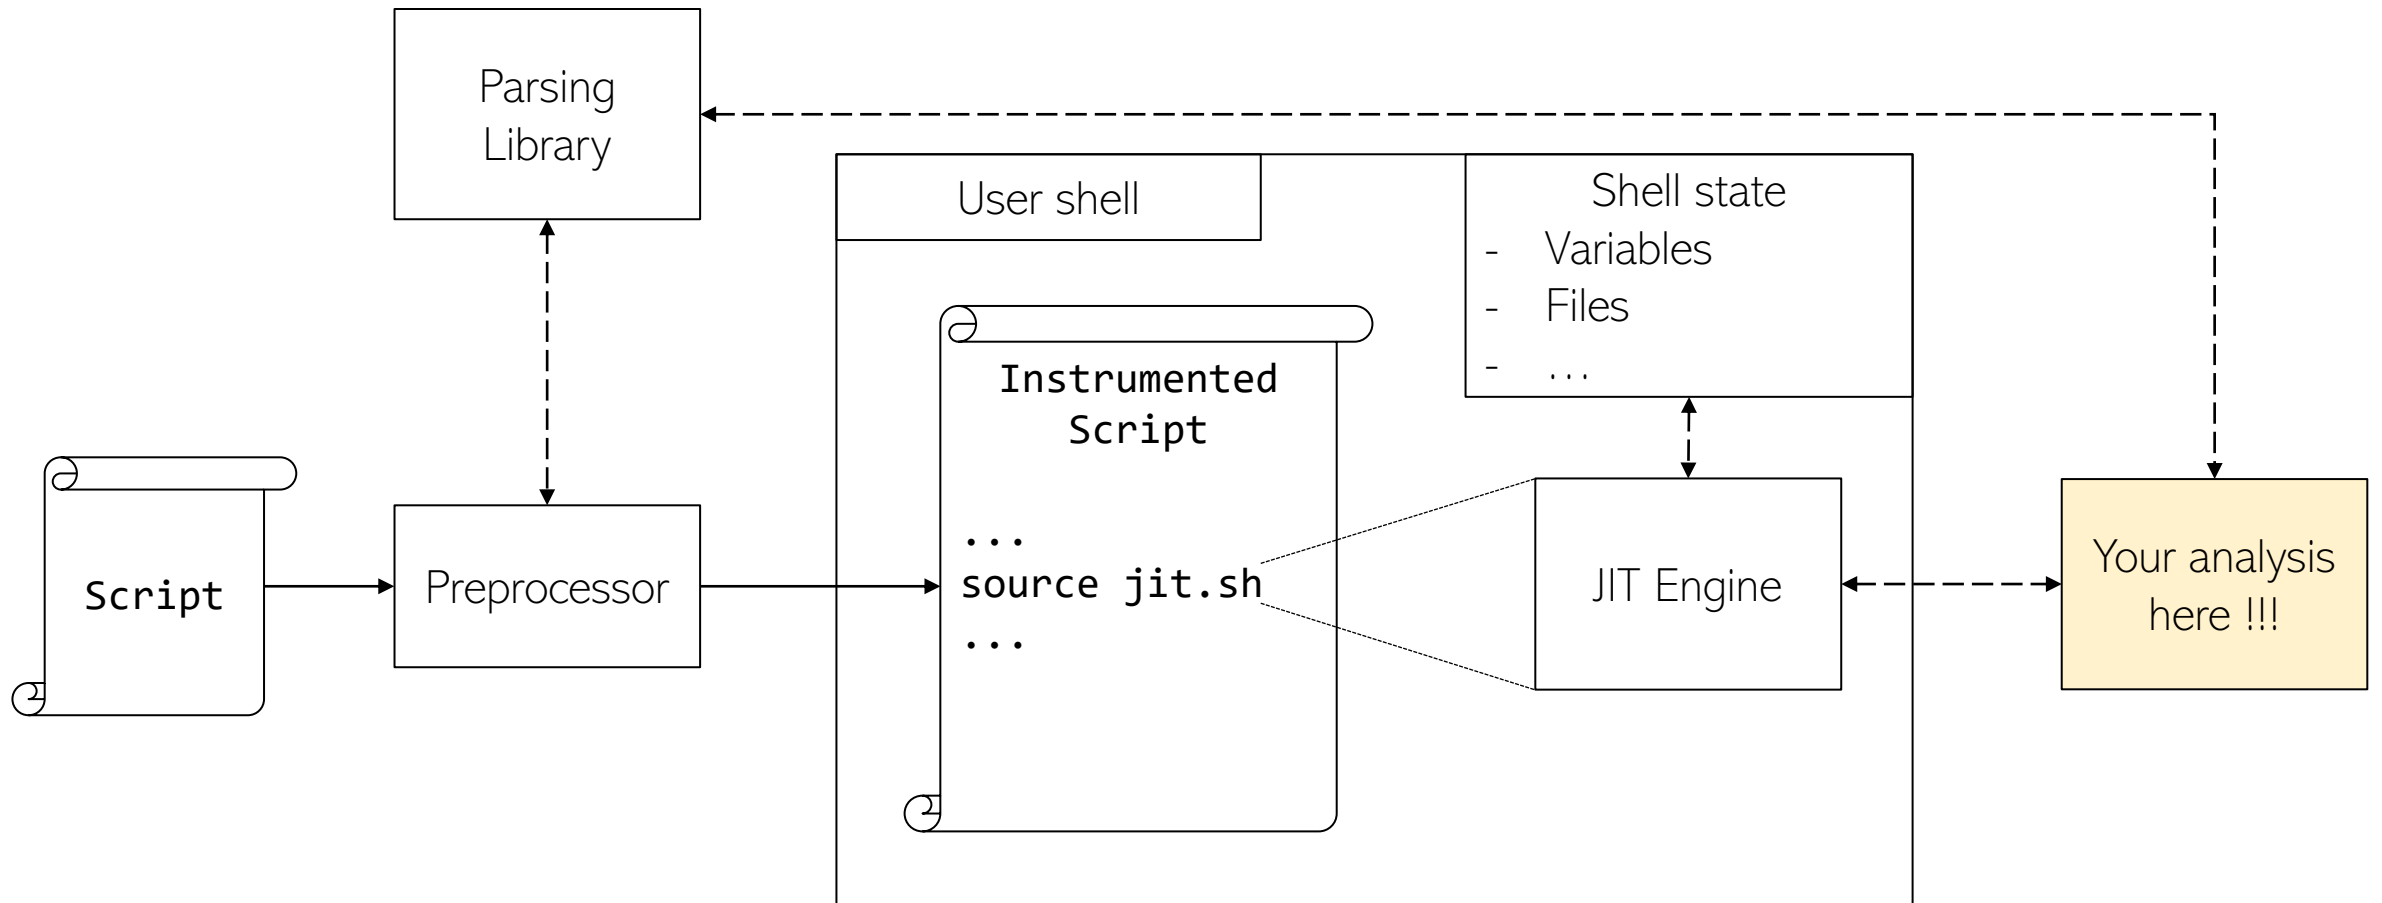 Parsing
Library
User shell
Shell state
- Variables
- Files
- ...
Instrumented
Script
...
source jit.sh
...
Script
Preprocessor
JIT Engine
Your analysis
here !!!